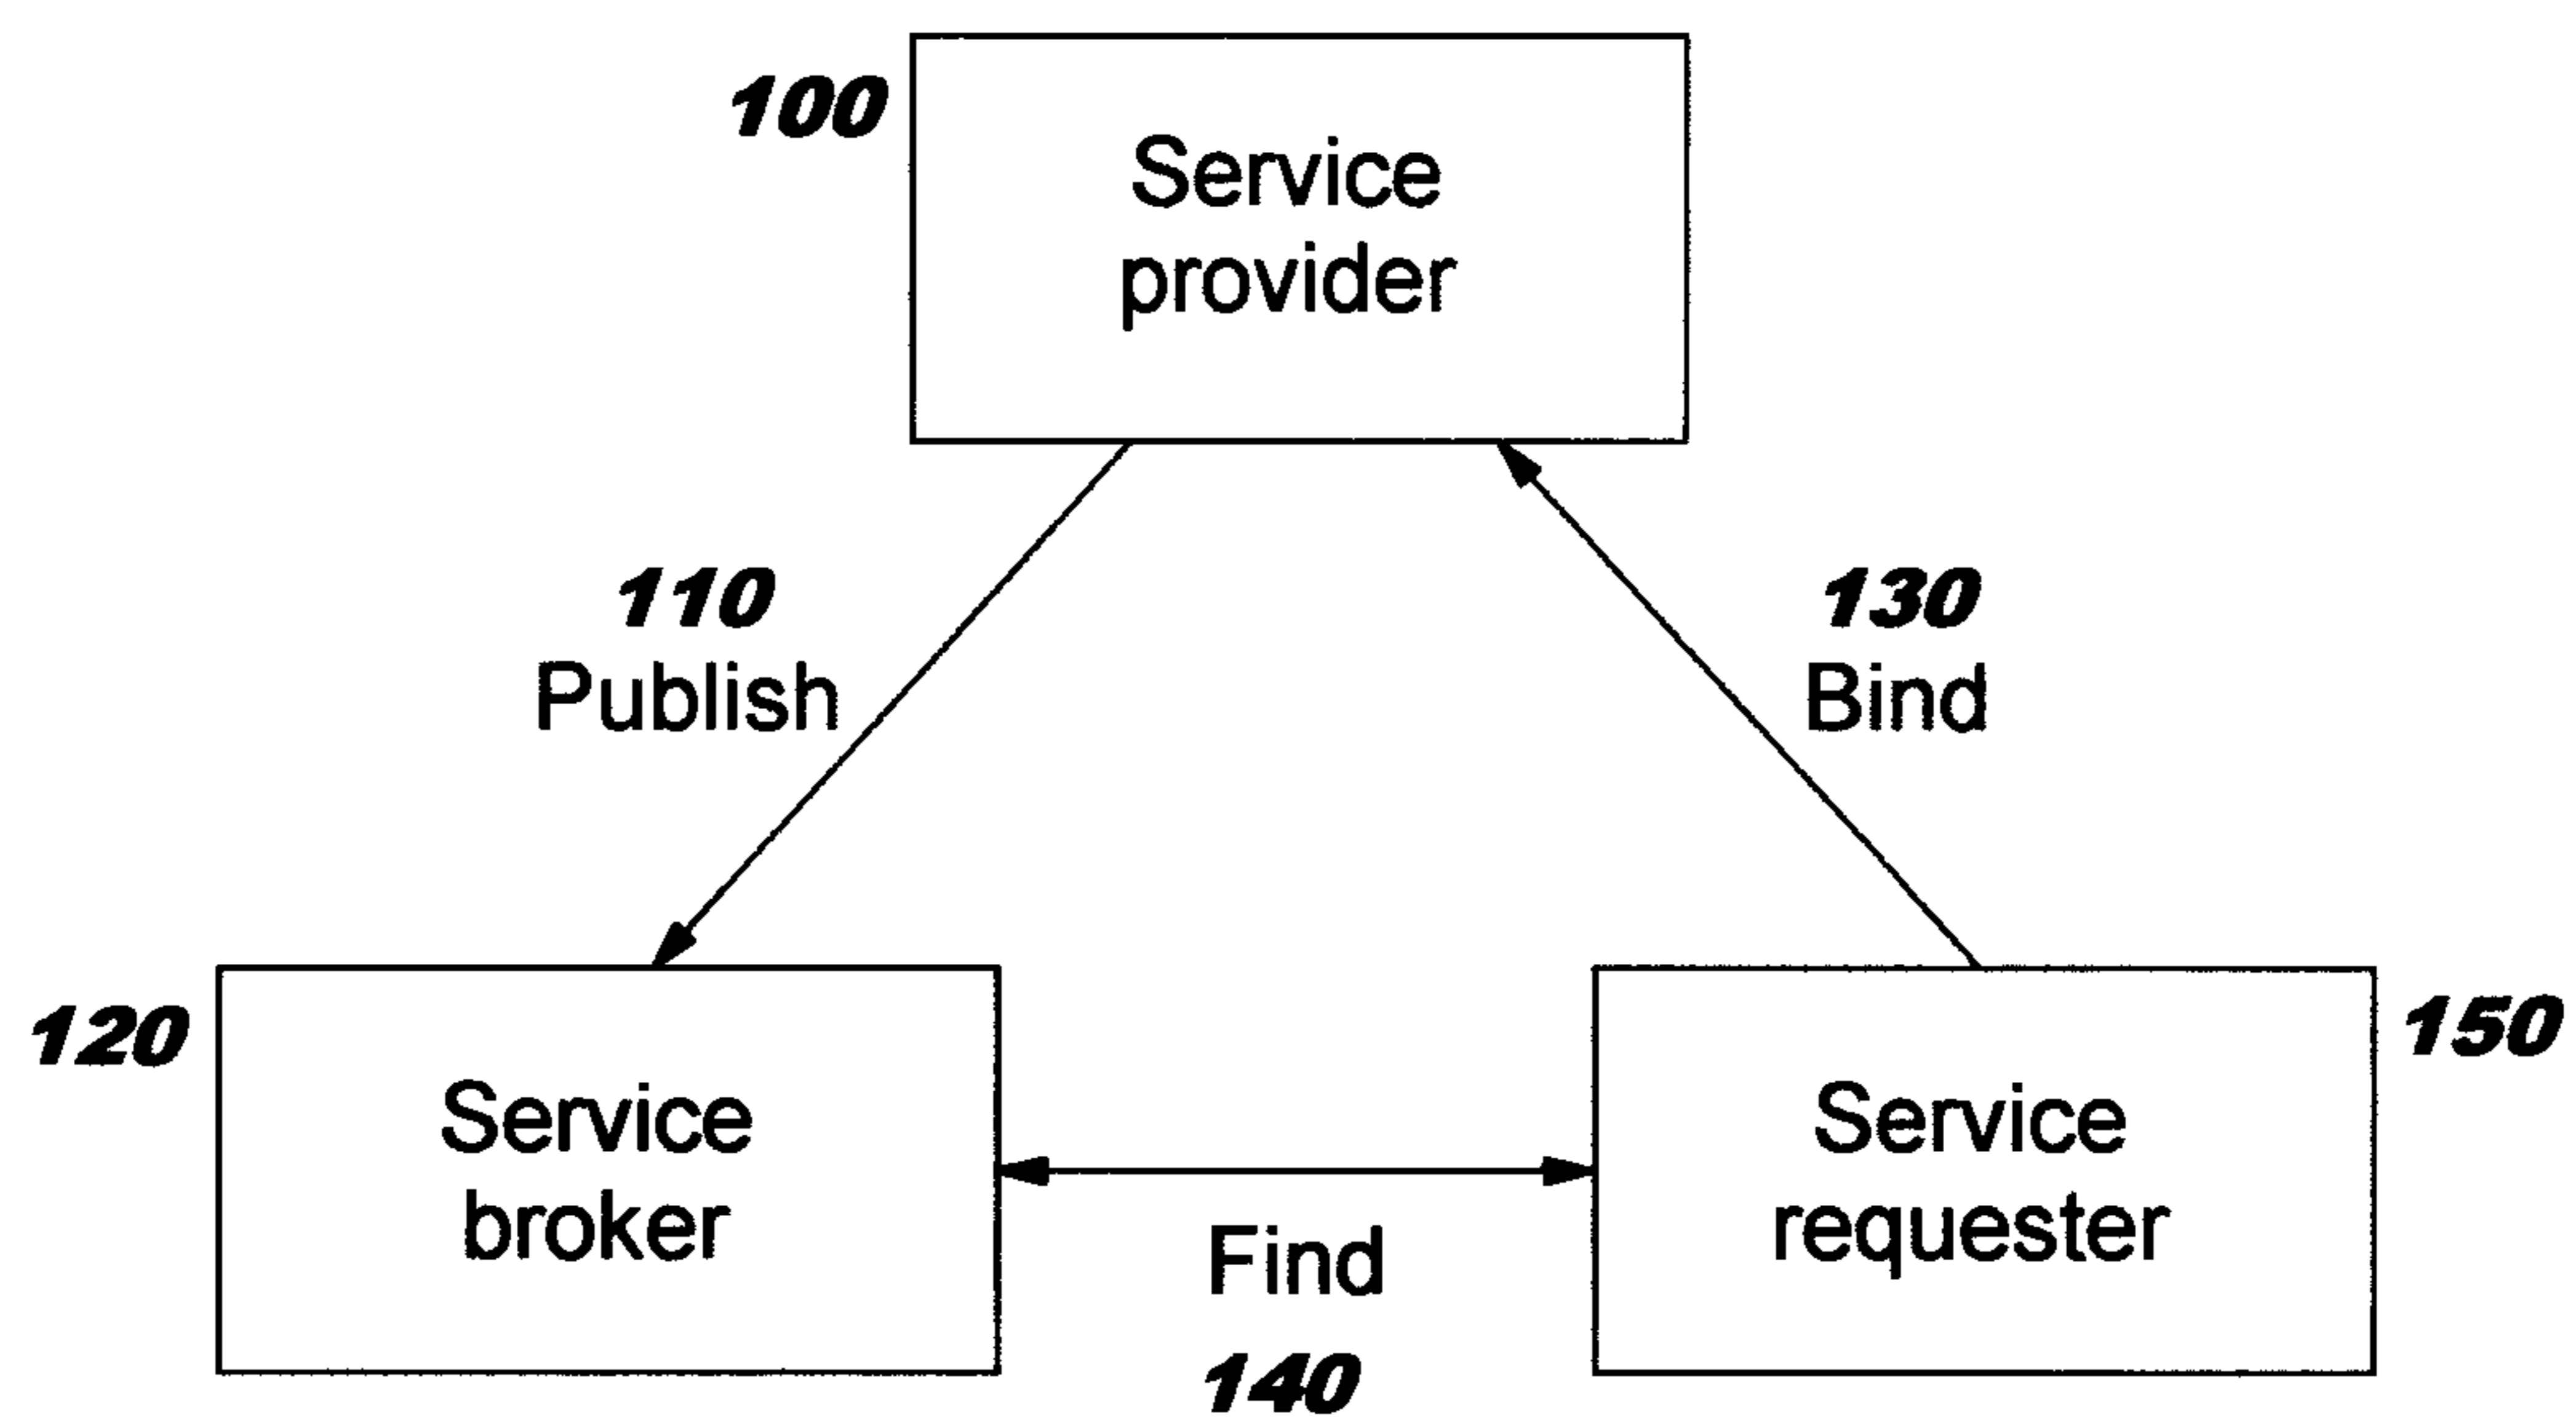 100
Service
provider
110
Publish
130
Bind
120
Service
broker
Find
140
Service
requester
150